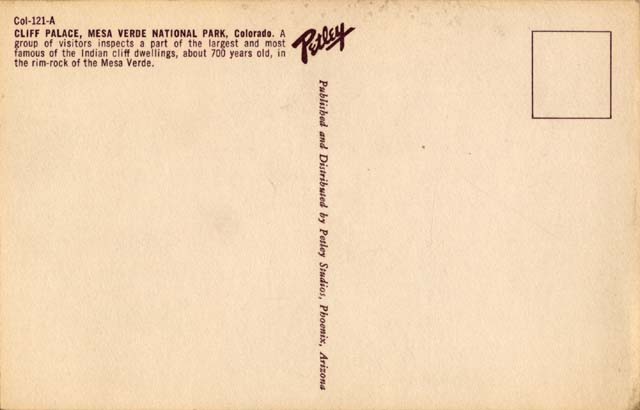 Col-121-A
CLIFF PALACE, MESA VERDE NATIONAL PARK, Colorado. A
group of visitors inspects a part of the largest and most
famous of the Indian cliff dwellings, about 700 years old, in
the rim-rock of the Mesa Verde.
Petley
Published and Distributed by Petley Studios, Phoenix, Arizona